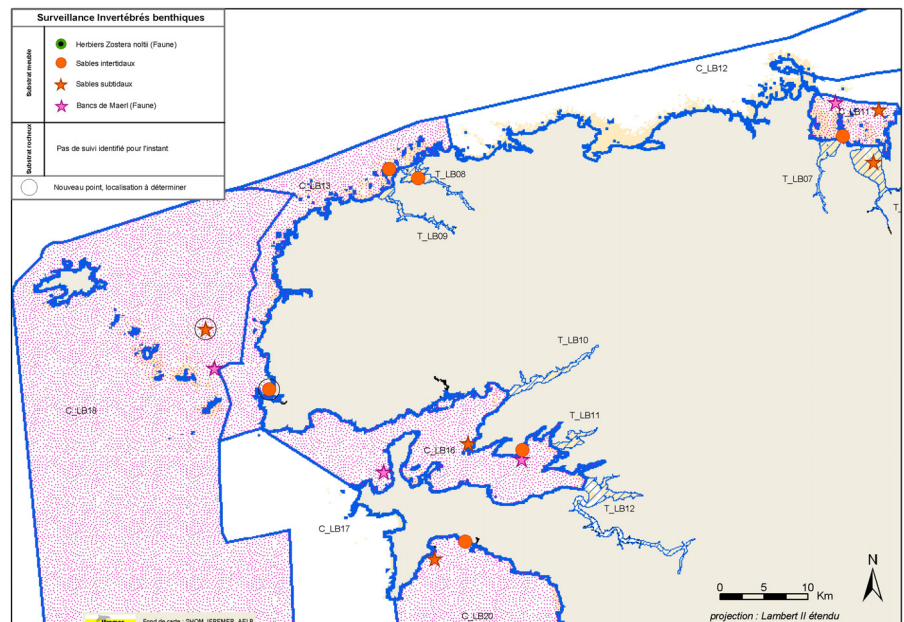 Surveillance Invertébrés benthiques
Substrat meuble
Herbiers Zostera noltii (Faune)
Sables intertidaux
Sables subtidaux
Bancs de Maerl (Faune)
Substrat rocheux
Pas de suivi identifié pour l'instant
Nouveau point, localisation à déterminer
C_LB12
LB11
T_LB07
T_
C_LB13
T_LB08
T_LB09
T_LB10
C_LB18
T_LB11
C_LB16
T_LB12
C_LB17
C_LB20
N
0 5 10
Km
projection : Lambert II étendu
Fond de carte : SHOM, IFREMER, AELB